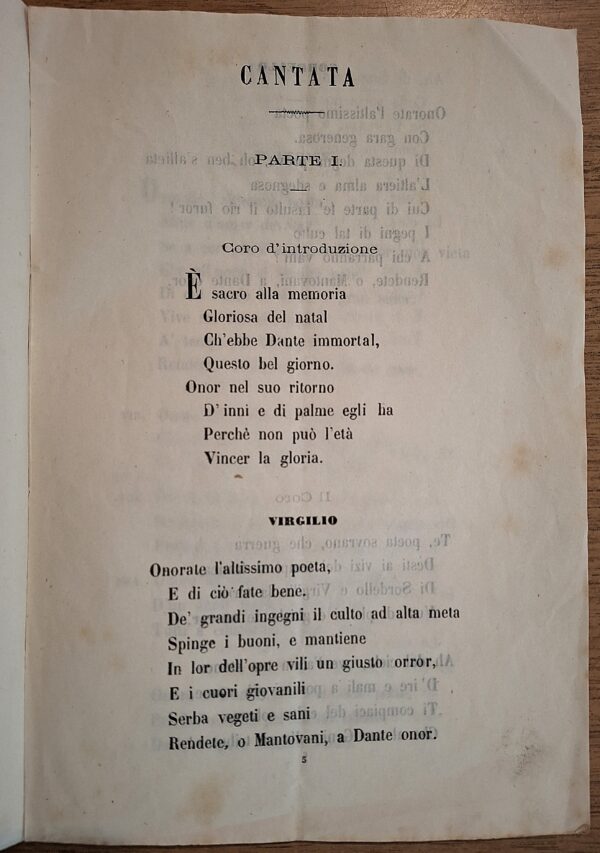 CANTATA
PARTE I.
Coro d'introduzione
È sacro alla memoria
Gloriosa del natal
Ch'ebbe Dante immortal,
Questo bel giorno.
Onor nel suo ritorno
D'inni e di palme egli ha
Perchè non può l'età
Vincer la gloria.
VIRGILIO
Onorate l'altissimo poeta,
E di ciò fate bene.
De' grandi ingegni il culto ad alta meta
Spinge i buoni, e mantiene
In lor dell'opre vili un giusto orror,
E i cuori giovanili
Serba vegeti e sani
Rendete, o Mantovani, a Dante onor.
5